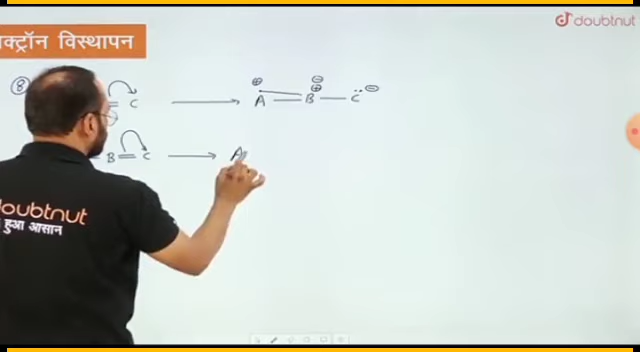 doubtnut
क्ट्रॉन विस्थापन
⑧ = C ⟶ A = B — C
⊕ ⊖ ⊕ ⊖
B = C ⟶ A
doubtnut
हुआ आसान